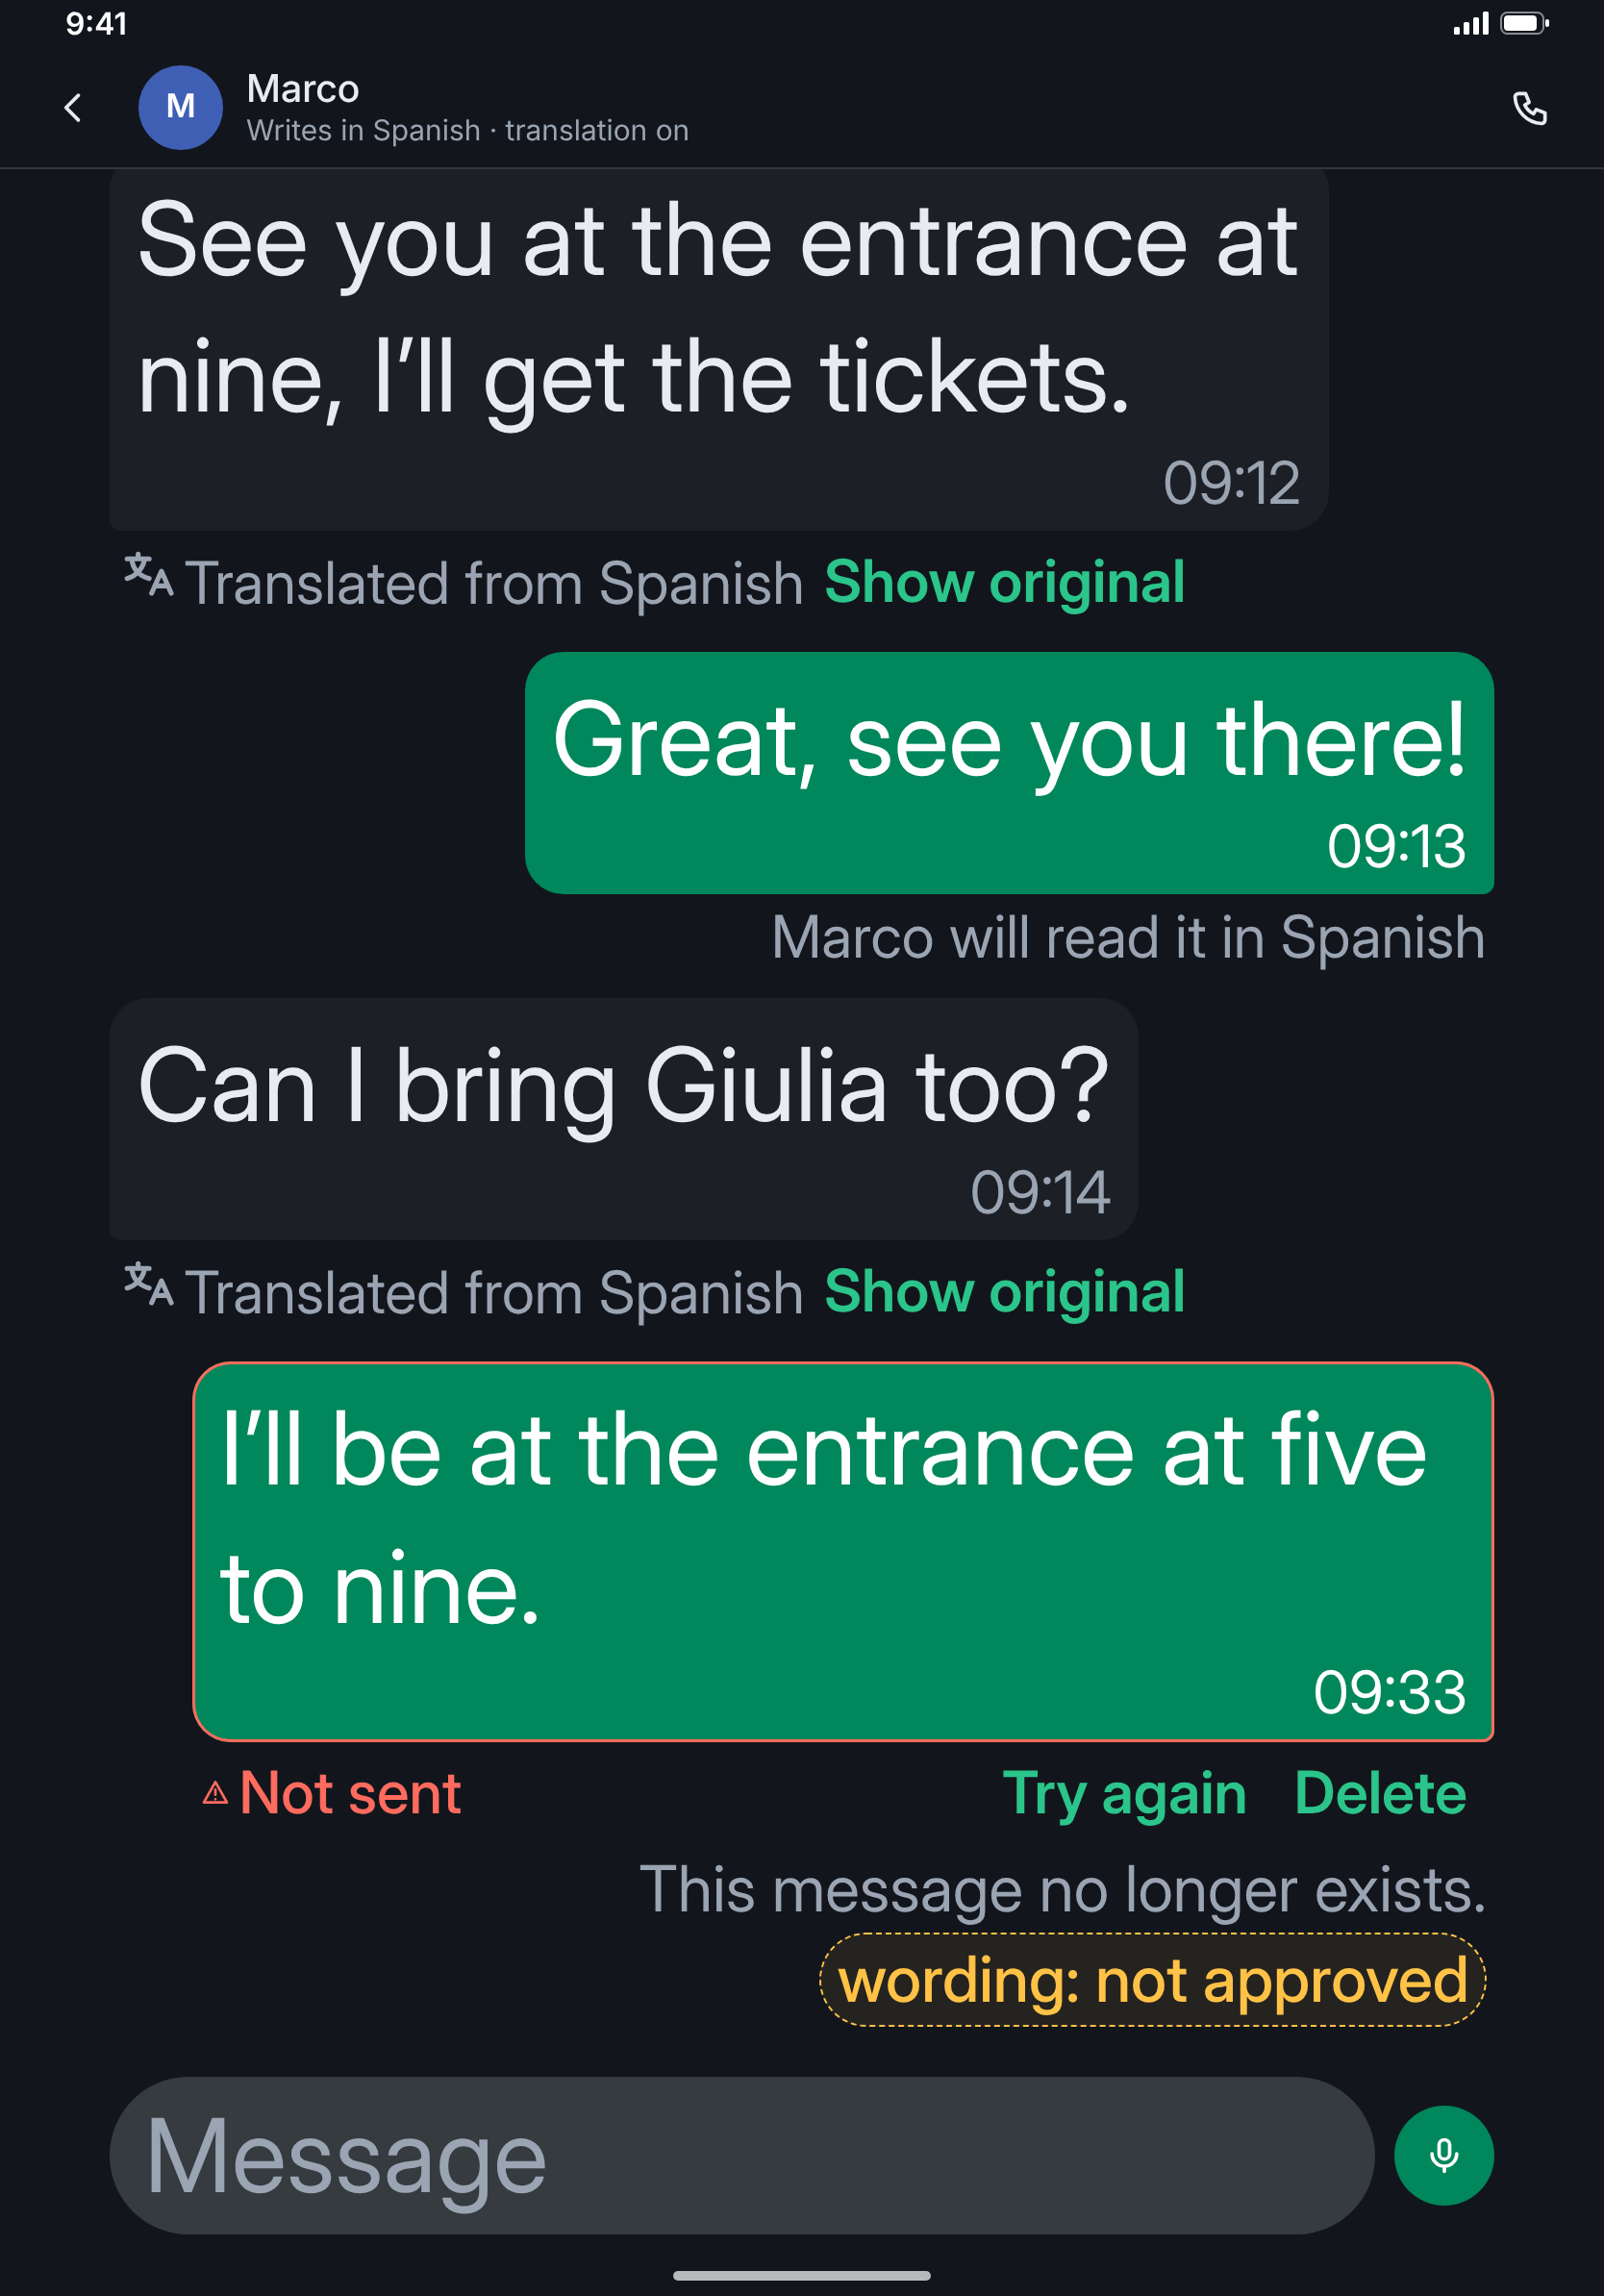 9:41
M
Marco
Writes in Spanish · translation on
See you at the entrance at
nine, I’ll get the tickets.
09:12
Translated from Spanish Show original
Great, see you there!
09:13
Marco will read it in Spanish
Can I bring Giulia too?
09:14
Translated from Spanish Show original
I’ll be at the entrance at five
to nine.
09:33
Not sent Try again Delete
This message no longer exists.
wording: not approved
Message